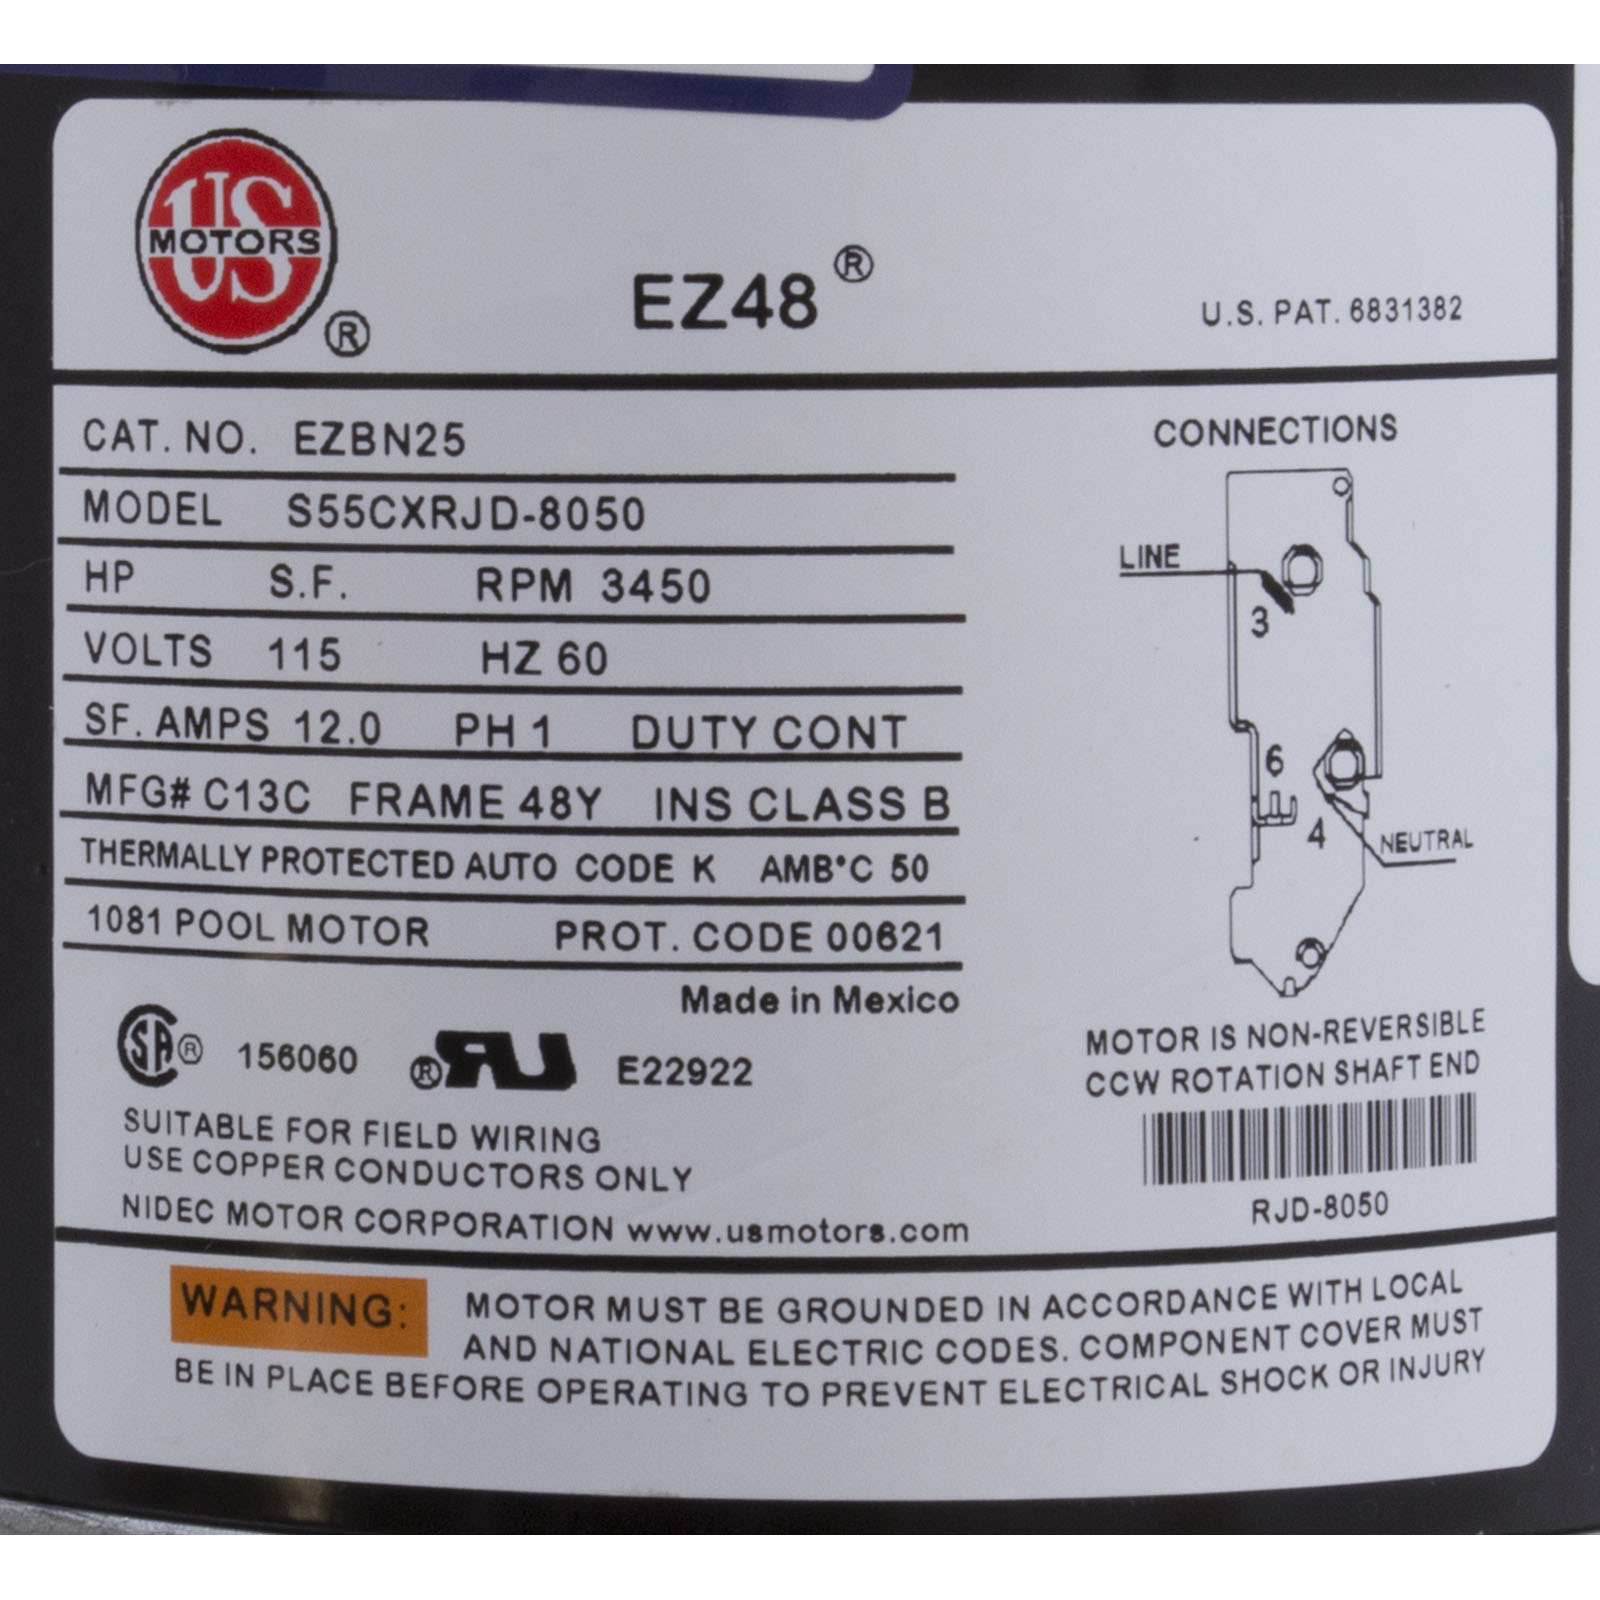 US
MOTORS
®
EZ48®
U.S. PAT. 6831382
CAT. NO. EZBN25
MODEL S55CXRJD-8050
HP S.F. RPM 3450
VOLTS 115 HZ 60
SF. AMPS 12.0 PH 1 DUTY CONT
MFG# C13C FRAME 48Y INS CLASS B
THERMALLY PROTECTED AUTO CODE K AMB°C 50
1081 POOL MOTOR PROT. CODE 00621
Made in Mexico
SA ® 156060 ® RU E22922
SUITABLE FOR FIELD WIRING
USE COPPER CONDUCTORS ONLY
NIDEC MOTOR CORPORATION www.usmotors.com
CONNECTIONS
LINE
3
6
4
NEUTRAL
MOTOR IS NON-REVERSIBLE
CCW ROTATION SHAFT END
RJD-8050
WARNING: MOTOR MUST BE GROUNDED IN ACCORDANCE WITH LOCAL
AND NATIONAL ELECTRIC CODES. COMPONENT COVER MUST
BE IN PLACE BEFORE OPERATING TO PREVENT ELECTRICAL SHOCK OR INJURY